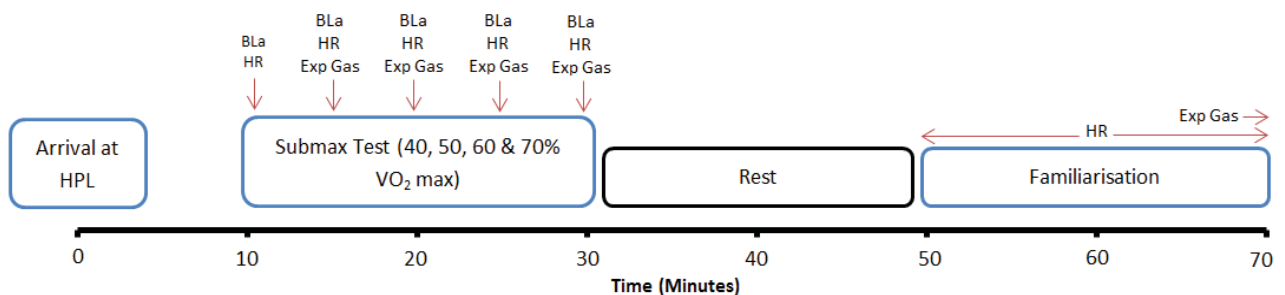 BLa
HR
BLa
HR
Exp Gas
BLa
HR
Exp Gas
BLa
HR
Exp Gas
BLa
HR
Exp Gas
Exp Gas
HR
Arrival at
HPL
Submax Test (40, 50, 60 & 70%
VO₂ max)
Rest
Familiarisation
0 10 20 30 40 50 60 70
Time (Minutes)